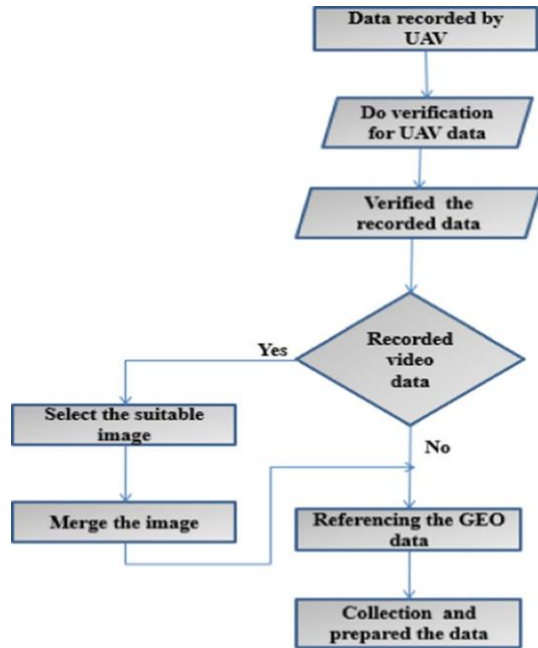 Data recorded by
UAV
Do verification
for UAV data
Verified the
recorded data
Recorded
video
data
Yes
Select the suitable
image
Merge the image
No
Referencing the GEO
data
Collection and
prepared the data